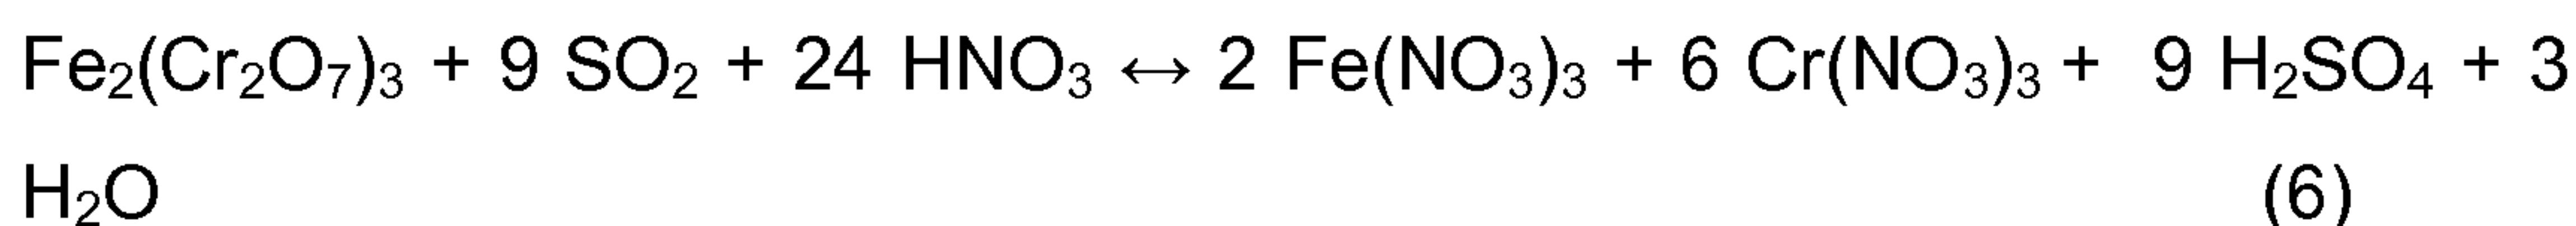 Fe₂(Cr₂O₇)₃ + 9 SO₂ + 24 HNO₃ ↔ 2 Fe(NO₃)₃ + 6 Cr(NO₃)₃ + 9 H₂SO₄ + 3
H₂O (6)